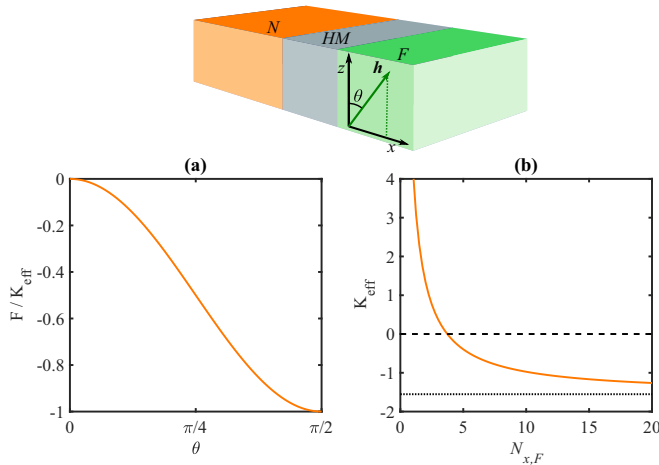 N
HM
F
z
h
θ
x
(a)
(b)
0
-0.2
-0.4
-0.6
-0.8
-1
F / K_eff
0
π/4
π/2
θ
4
3
2
1
0
-1
-2
K_eff
0
5
10
15
20
N_x,F